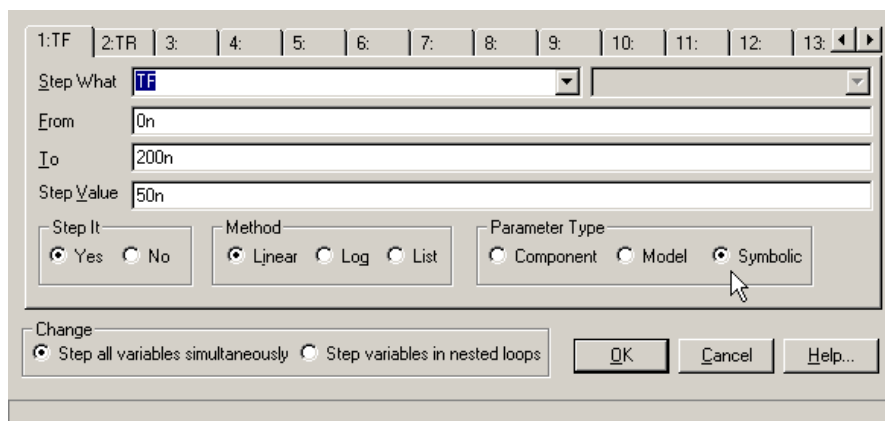 1:TF 2:TR 3: 4: 5: 6: 7: 8: 9: 10: 11: 12: 13:
Step What TF
From 0n
To 200n
Step Value 50n
Step It Method Parameter Type
Yes No Linear Log List Component Model Symbolic
Change
Step all variables simultaneously Step variables in nested loops OK Cancel Help...